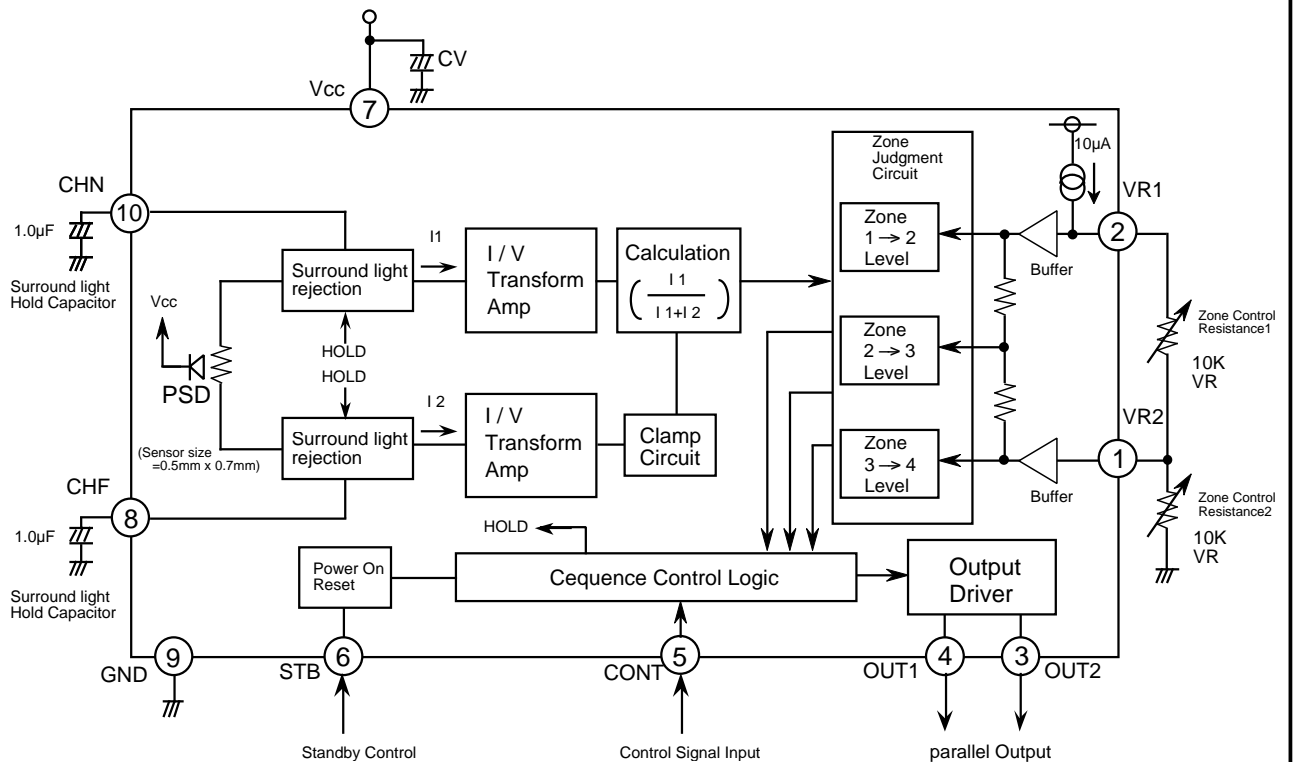 CV
Vcc
7
CHN
10
1.0µF
Surround light
Hold Capacitor
Vcc
PSD
(Sensor size
=0.5mm x 0.7mm)
CHF
8
1.0µF
Surround light
Hold Capacitor
Surround light
rejection
I1
HOLD
HOLD
Surround light
rejection
I 2
I / V
Transform
Amp
I / V
Transform
Amp
Calculation
( I 1
I 1+I 2 )
Clamp
Circuit
Zone
Judgment
Circuit
Zone
1 → 2
Level
Zone
2 → 3
Level
Zone
3 → 4
Level
10µA
VR1
2
Buffer
Zone Control
Resistance1
10K
VR
VR2
1
Buffer
Zone Control
Resistance2
10K
VR
HOLD
Power On
Reset
Cequence Control Logic
Output
Driver
GND
9
STB
6
CONT
5
OUT1
4
3
OUT2
Standby Control
Control Signal Input
parallel Output